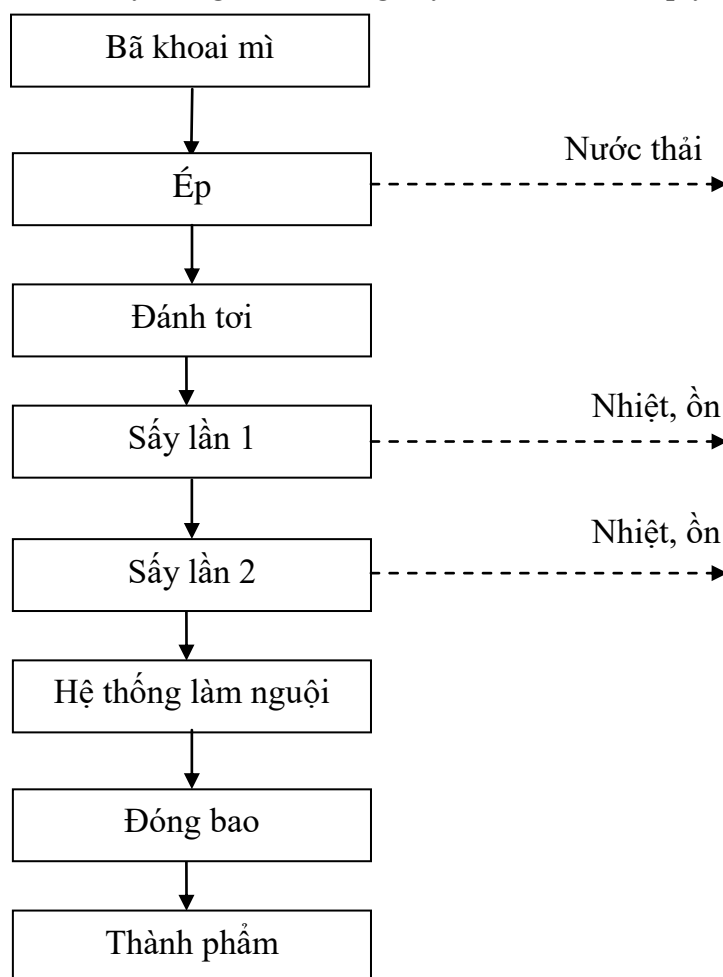 Bã khoai mì
Nước thải
Ép
Đánh tơi
Nhiệt, ồn
Sấy lần 1
Nhiệt, ồn
Sấy lần 2
Hệ thống làm nguội
Đóng bao
Thành phẩm